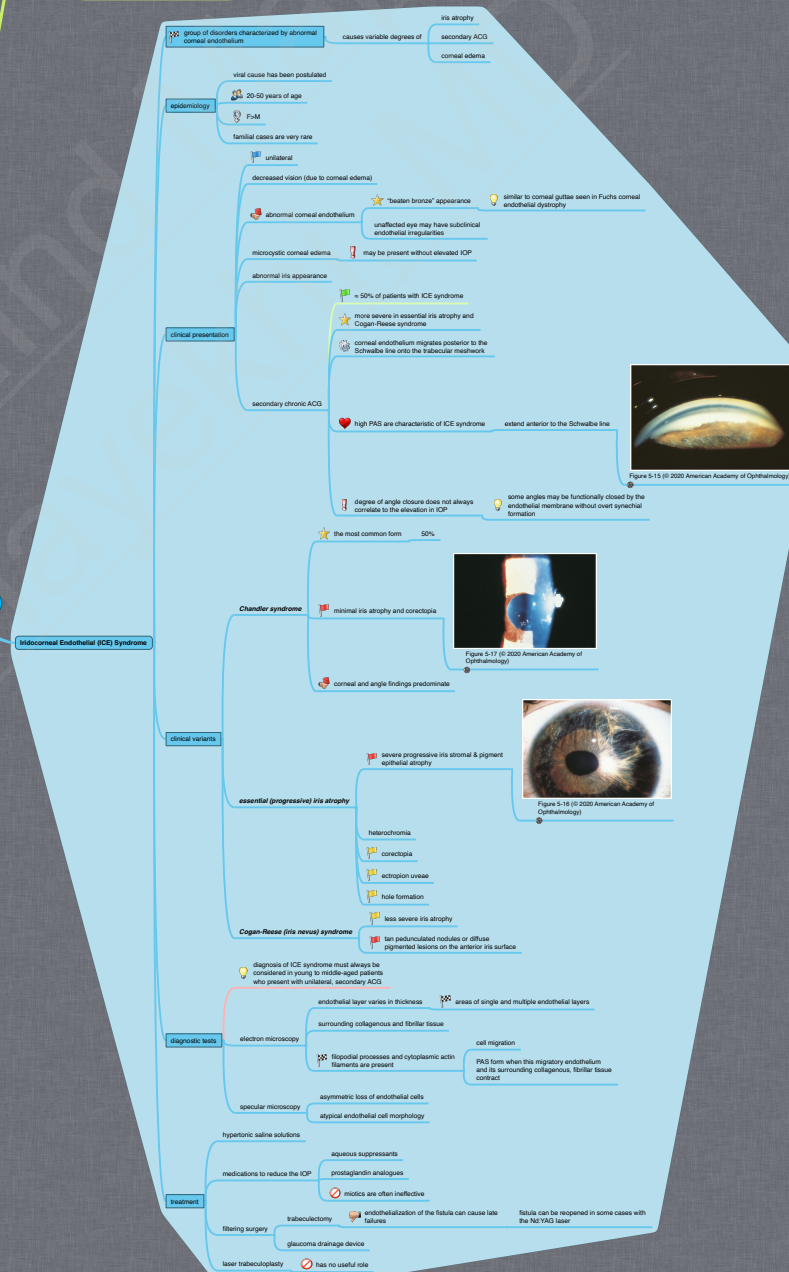 group of disorders characterized by abnormal
corneal endothelium
causes variable degrees of
iris atrophy
secondary ACG
corneal edema
epidemiology
viral cause has been postulated
20-50 years of age
F>M
familial cases are very rare
clinical presentation
unilateral
decreased vision (due to corneal edema)
abnormal corneal endothelium
"beaten bronze" appearance
similar to corneal guttae seen in Fuchs corneal
endothelial dystrophy
unaffected eye may have subclinical
endothelial irregularities
microcystic corneal edema
may be present without elevated IOP
abnormal iris appearance
secondary chronic ACG
≈ 50% of patients with ICE syndrome
more severe in essential iris atrophy and
Cogan-Reese syndrome
corneal endothelium migrates posterior to the
Schwalbe line onto the trabecular meshwork
high PAS are characteristic of ICE syndrome
extend anterior to the Schwalbe line
Figure 5-15 (© 2020 American Academy of Ophthalmology)
degree of angle closure does not always
correlate to the elevation in IOP
some angles may be functionally closed by the
endothelial membrane without overt synechial
formation
Iridocorneal Endothelial (ICE) Syndrome
clinical variants
Chandler syndrome
the most common form
50%
minimal iris atrophy and corectopia
Figure 5-17 (© 2020 American Academy of
Ophthalmology)
corneal and angle findings predominate
essential (progressive) iris atrophy
severe progressive iris stromal & pigment
epithelial atrophy
Figure 5-16 (© 2020 American Academy of
Ophthalmology)
heterochromia
corectopia
ectropion uveae
hole formation
Cogan-Reese (iris nevus) syndrome
less severe iris atrophy
tan pedunculated nodules or diffuse
pigmented lesions on the anterior iris surface
diagnostic tests
diagnosis of ICE syndrome must always be
considered in young to middle-aged patients
who present with unilateral, secondary ACG
electron microscopy
endothelial layer varies in thickness
areas of single and multiple endothelial layers
surrounding collagenous and fibrillar tissue
filopodial processes and cytoplasmic actin
filaments are present
cell migration
PAS form when this migratory endothelium
and its surrounding collagenous, fibrillar tissue
contract
specular microscopy
asymmetric loss of endothelial cells
atypical endothelial cell morphology
treatment
hypertonic saline solutions
medications to reduce the IOP
aqueous suppressants
prostaglandin analogues
miotics are often ineffective
filtering surgery
trabeculectomy
endothelialization of the fistula can cause late
failures
fistula can be reopened in some cases with
the Nd:YAG laser
glaucoma drainage device
laser trabeculoplasty
has no useful role